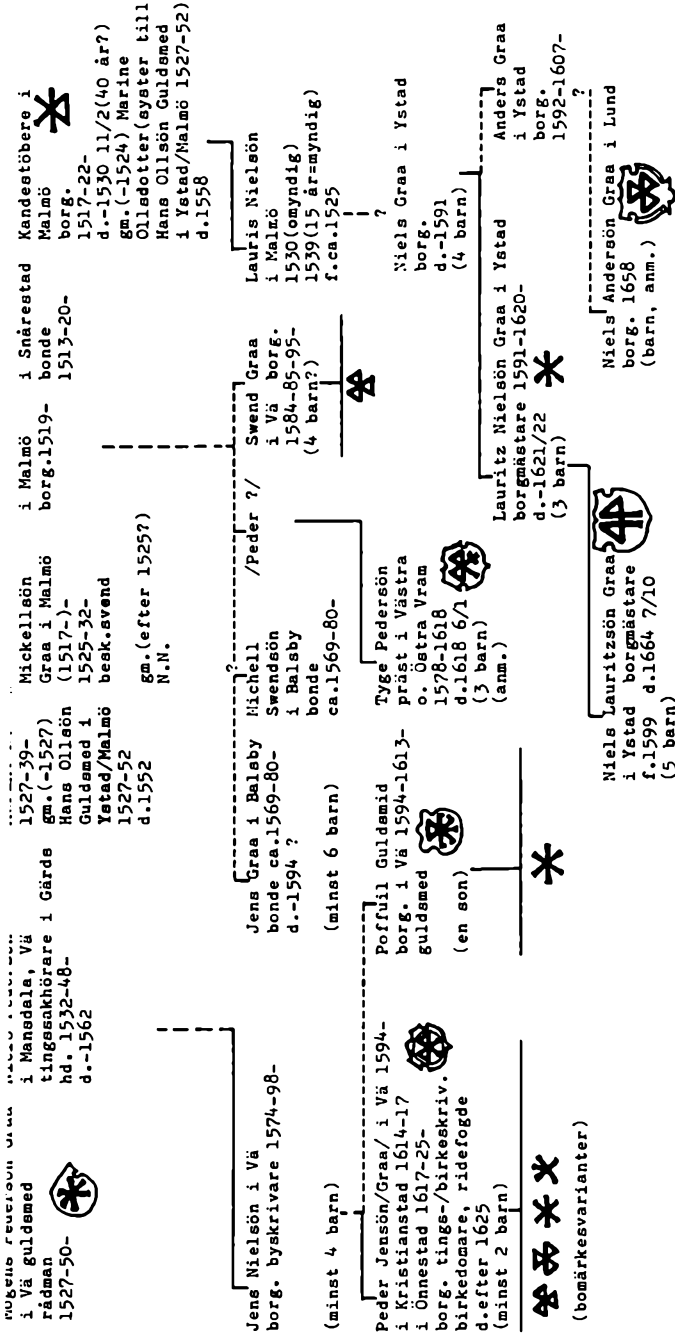 Mogens Pederson Graa
i Vä guldsmed
rådman
1527-50-
i Mansdala, Vä
tingssakhörare i Gärds
hd. 1532-48-
d.-1562
1527-39-
gm.(-1527)
Hans Ollsön
Guldsmed i
Ystad/Malmö
1527-52
d.1552
Mickellsön
Graa i Malmö
(1517-)-
1525-32-
besk.svend
gm.(efter 1525?)
N.N.
i Malmö
borg.1519-
i Snårestad
bonde
1513-20-
Kandestöbere i
Malmö
borg.
1517-22-
d.-1530 11/2(40 år?)
gm.(-1524) Marine
Ollsdotter(syster till
Hans Ollsön Guldsmed
i Ystad/Malmö 1527-52)
d.1558
Jens Nielsön i Vä
borg. byskrivare 1574-98-
(minst 4 barn)
?
Jens Graa i Balsby
bonde ca.1569-80-
d.-1594 ?
(minst 6 barn)
?
Michell
Swendsön
i Balsby
bonde
ca.1569-80-
/Peder ?/
Swend Graa
i Vä borg.
1584-85-95-
(4 barn?)
Lauris Nielsön
i Malmö
1530(omyndig)
1539(15 år=myndig)
f.ca.1525
?
Peder Jensön/Graa/ i Vä 1594-
i Kristianstad 1614-17
i Önnestad 1617-25-
borg. tings-/birkeskriv.
birkedomare, ridefogde
d.efter 1625
(minst 2 barn)
Poffuil Guldsmid
borg. i Vä 1594-1613-
guldsmed
(en son)
Tyge Pedersön
präst i Västra
o. Östra Vram
1578-1618
d.1618 6/1
(3 barn)
(anm.)
Niels Graa i Ystad
borg.
d.-1591
(4 barn)
Lauritz Nielsön Graa i Ystad
borgmästare 1591-1620-
d.-1621/22
(3 barn)
Anders Graa
i Ystad
borg.
1592-1607-
?
(bomärkesvarianter)
Niels Lauritzsön Graa
i Ystad borgmästare
f.1599 d.1664 7/10
(5 barn)
Niels Andersön Graa i Lund
borg. 1658
(barn, anm.)